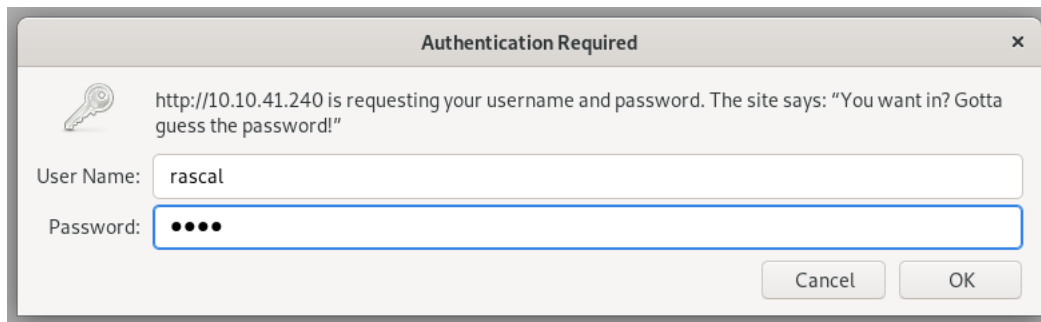 Authentication Required
http://10.10.41.240 is requesting your username and password. The site says: “You want in? Gotta
guess the password!”
User Name: rascal
Password: ●●●●
Cancel OK